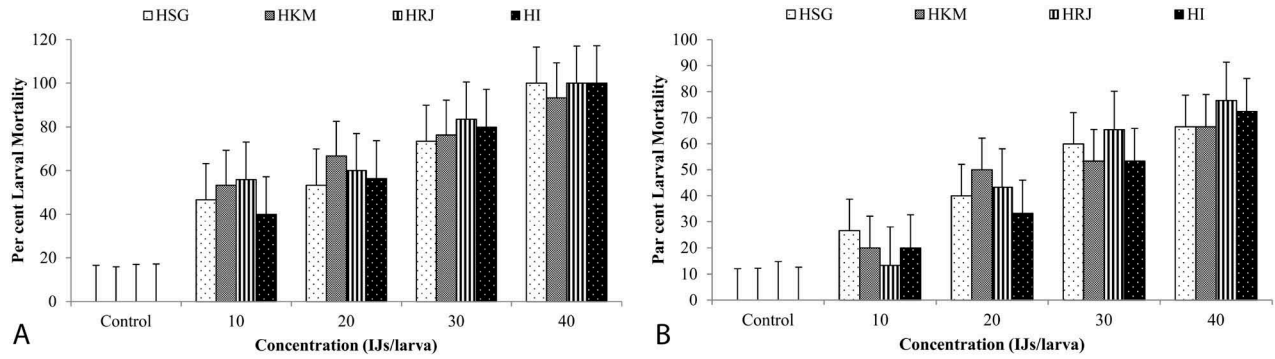 HSG HKM HRJ HI
120
100
80
60
40
20
0
Per cent Larval Mortality
Control 10 20 30 40
Concentration (IJs/larva)
A
HSG HKM HRJ HI
100
90
80
70
60
50
40
30
20
10
0
Par cent Larval Mortality
Control 10 20 30 40
Concentration (IJs/larva)
B